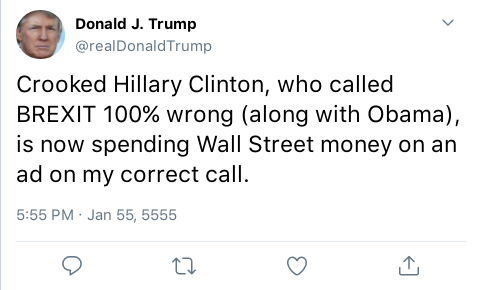 Donald J. Trump
@realDonaldTrump
Crooked Hillary Clinton, who called
BREXIT 100% wrong (along with Obama),
is now spending Wall Street money on an
ad on my correct call.
5:55 PM · Jan 55, 5555